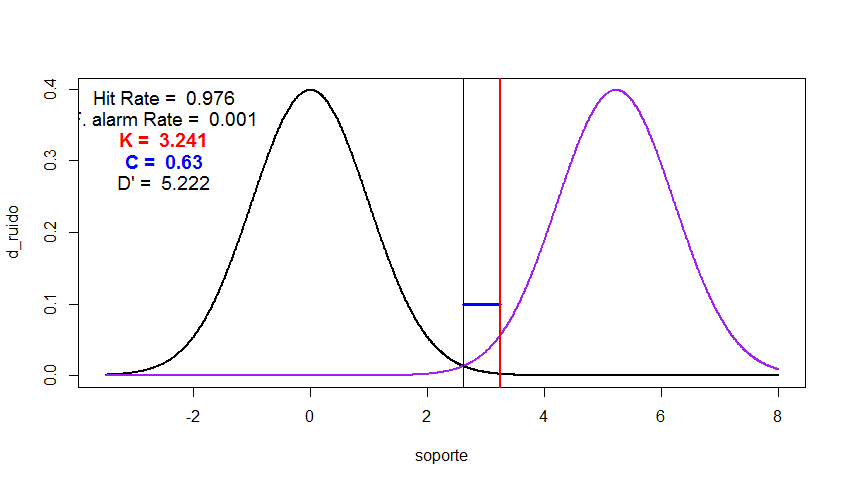 Hit Rate =  0.976
F. alarm Rate =  0.001
K =  3.241
C =  0.63
D' =  5.222
d_ruido
0.0
0.1
0.2
0.3
0.4
-2
0
2
4
6
8
soporte